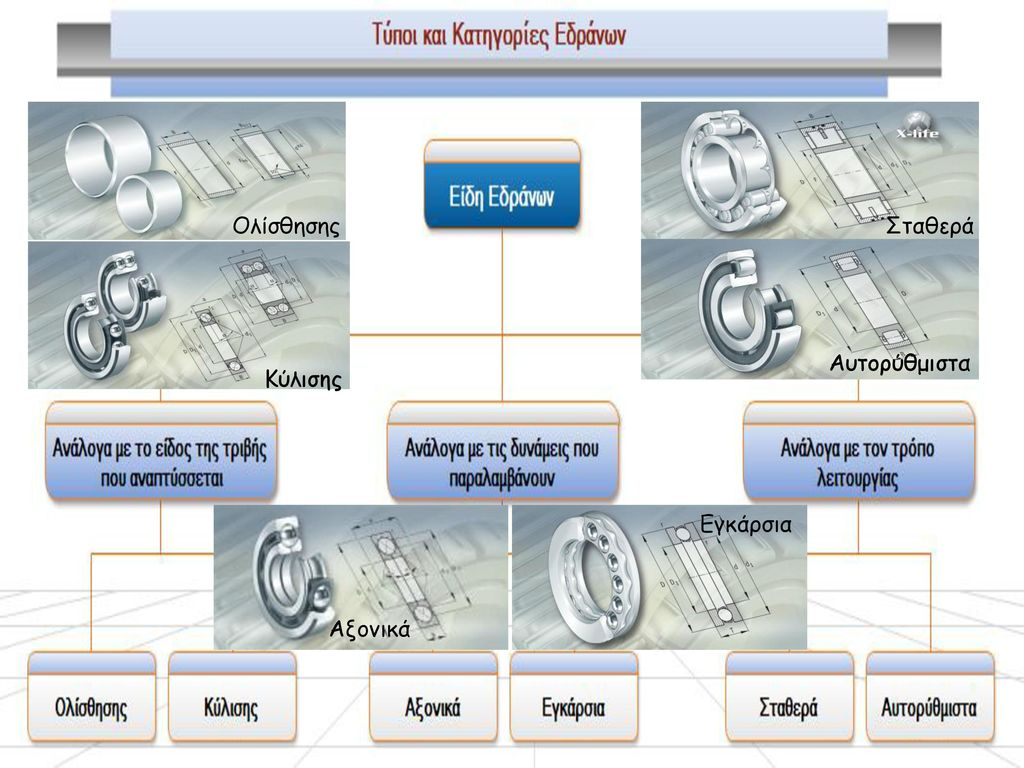 Τύποι και Κατηγορίες Εδράνων
Είδη Εδράνων
Ολίσθησης
X-life
Σταθερά
Κύλισης
Αυτορύθμιστα
Ανάλογα με το είδος της τριβής
που αναπτύσσεται
Ανάλογα με τις δυνάμεις που
παραλαμβάνουν
Ανάλογα με τον τρόπο
λειτουργίας
Αξονικά
Εγκάρσια
Ολίσθησης
Κύλισης
Αξονικά
Εγκάρσια
Σταθερά
Αυτορύθμιστα